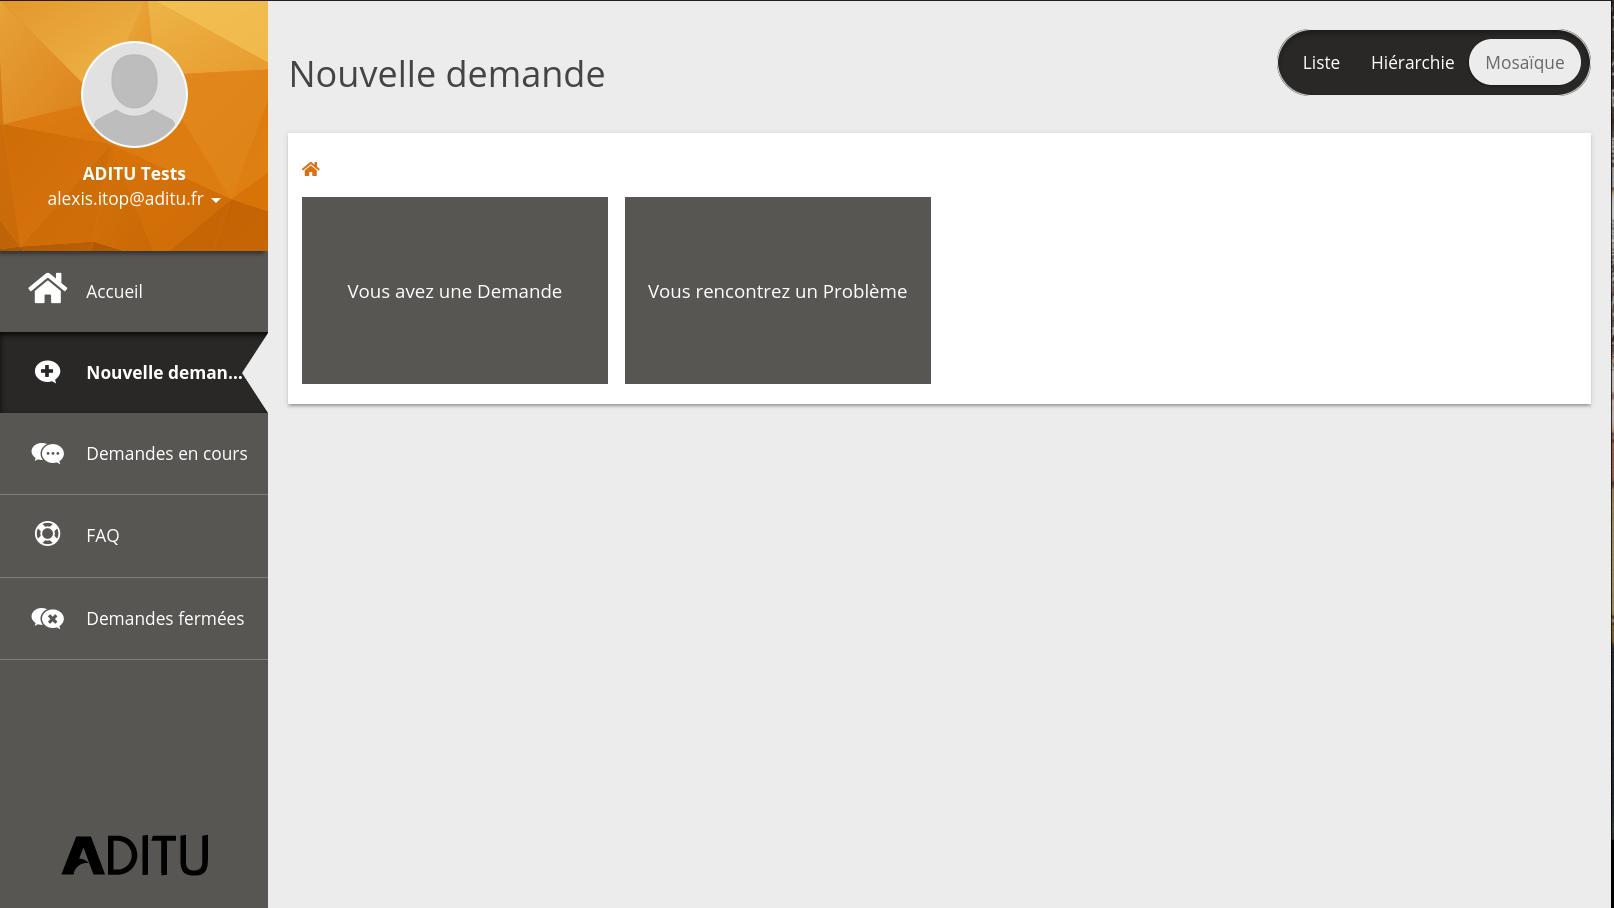 ADITU Tests
alexis.itop@aditu.fr
Accueil
Nouvelle deman...
Demandes en cours
FAQ
Demandes fermées
ADITU
Nouvelle demande
Liste Hiérarchie Mosaïque
Vous avez une Demande
Vous rencontrez un Problème